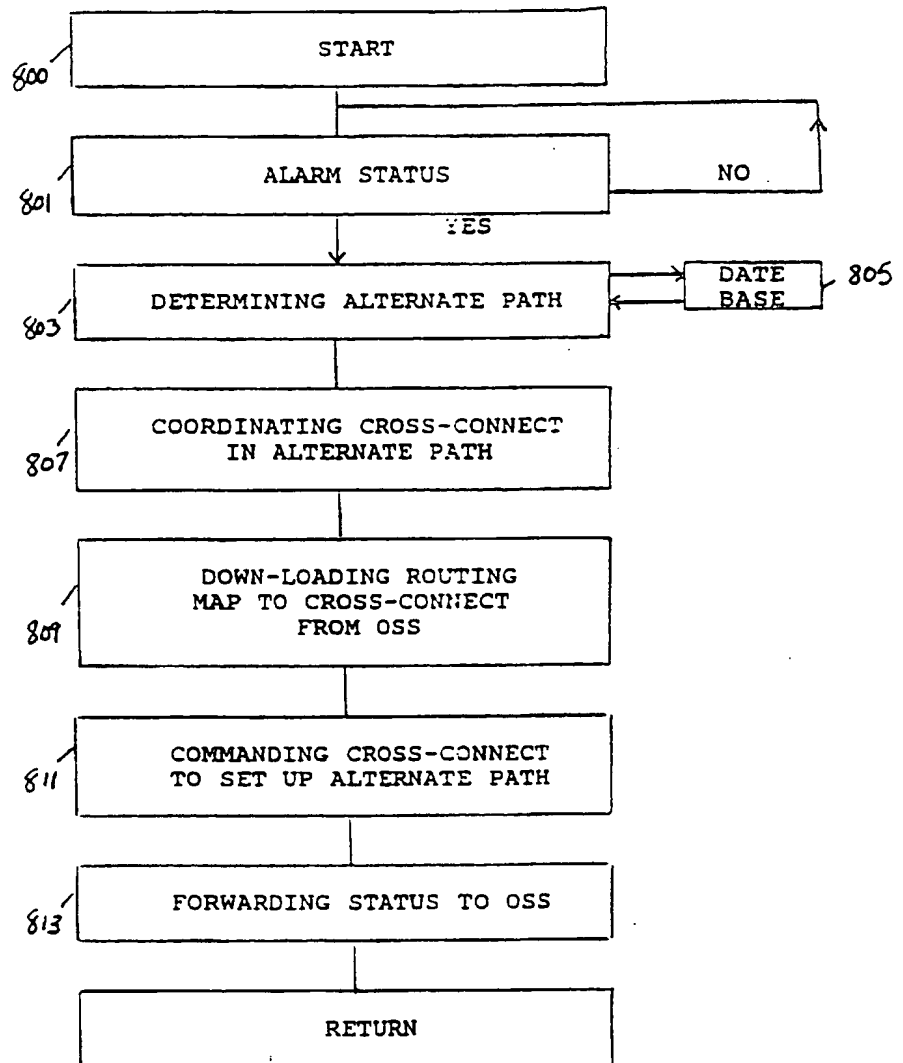 START
800
ALARM STATUS
NO
801
YES
DETERMINING ALTERNATE PATH
DATE
BASE
805
803
COORDINATING CROSS-CONNECT
IN ALTERNATE PATH
807
DOWN-LOADING ROUTING
MAP TO CROSS-CONNECT
FROM OSS
809
COMMANDING CROSS-CONNECT
TO SET UP ALTERNATE PATH
811
FORWARDING STATUS TO OSS
813
RETURN